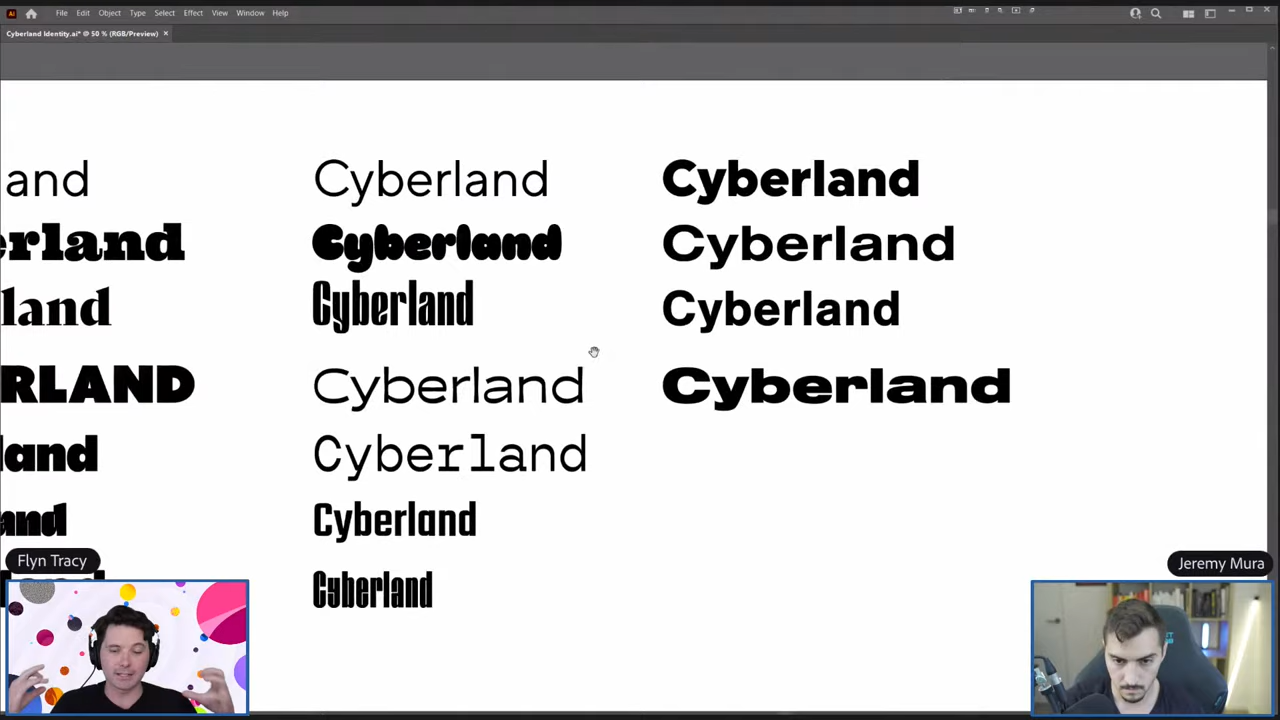 File Edit Object Type Select Effect View Window Help
Cyberland Identity.ai* @ 50 % (RGB/Preview) ×
and Cyberland Cyberland
erland Cyberland Cyberland
land Cyberland Cyberland
RLAND Cyberland Cyberland
land Cyberland
and Cyberland
Cyberland
Flyn Tracy
Jeremy Mura